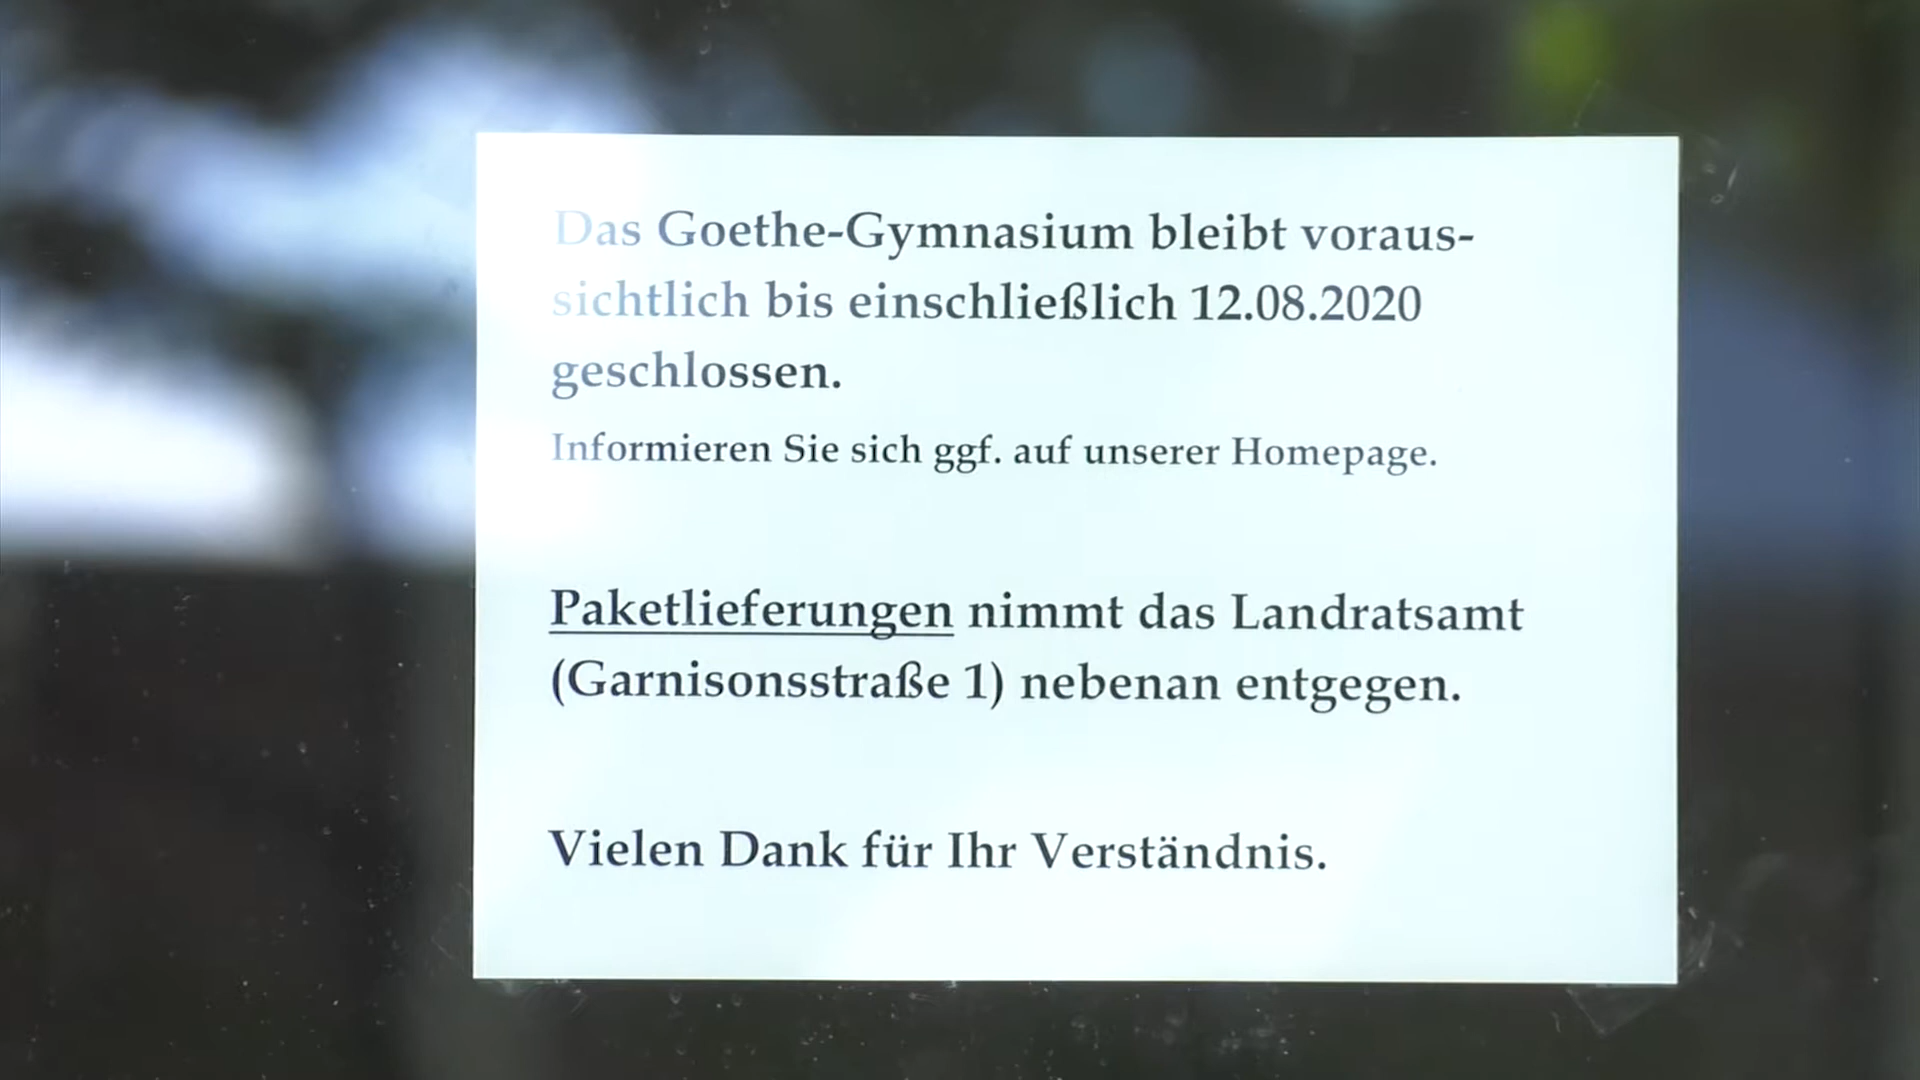 Das Goethe-Gymnasium bleibt voraus-
sichtlich bis einschließlich 12.08.2020
geschlossen.
Informieren Sie sich ggf. auf unserer Homepage.
Paketlieferungen nimmt das Landratsamt
(Garnisonsstraße 1) nebenan entgegen.
Vielen Dank für Ihr Verständnis.